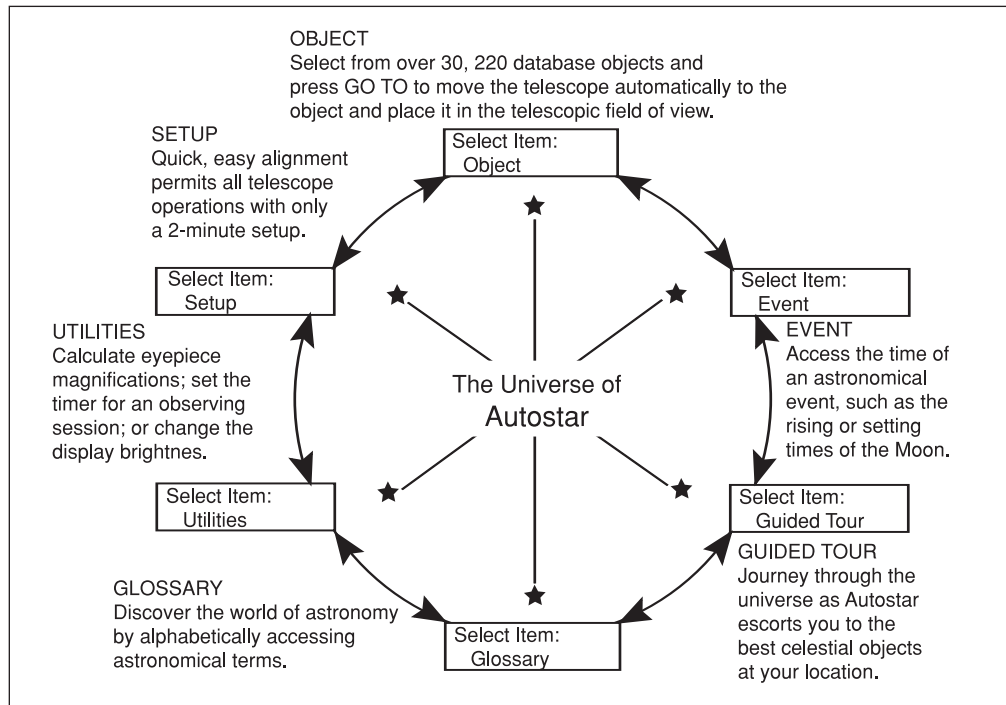 OBJECT
Select from over 30, 220 database objects and
press GO TO to move the telescope automatically to the
object and place it in the telescopic field of view.
Select Item:
Object
SETUP
Quick, easy alignment
permits all telescope
operations with only
a 2-minute setup.
Select Item:
Setup
Select Item:
Event
EVENT
Access the time of
an astronomical
event, such as the
rising or setting
times of the Moon.
UTILITIES
Calculate eyepiece
magnifications; set the
timer for an observing
session; or change the
display brightnes.
The Universe of
Autostar
Select Item:
Utilities
Select Item:
Guided Tour
GUIDED TOUR
Journey through the
universe as Autostar
escorts you to the
best celestial objects
at your location.
GLOSSARY
Discover the world of astronomy
by alphabetically accessing
astronomical terms.
Select Item:
Glossary